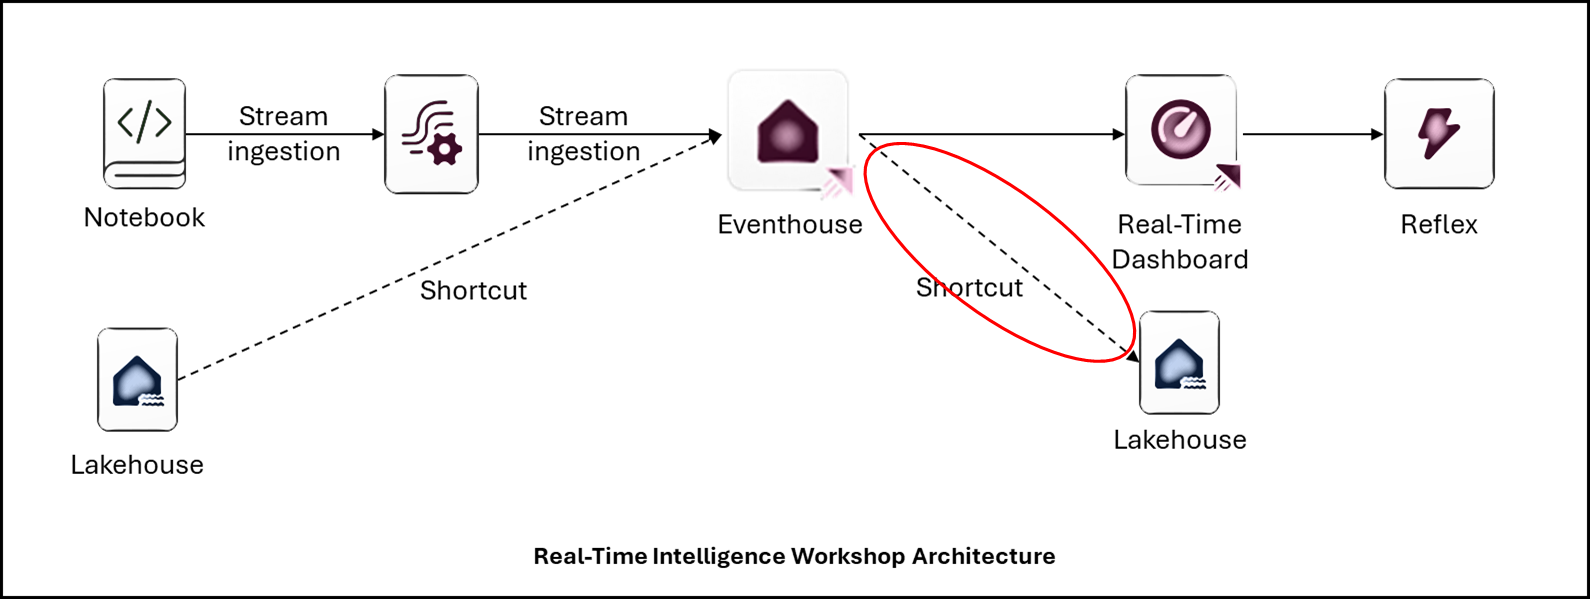 Stream
ingestion
Stream
ingestion
Notebook
Eventhouse
Real-Time
Dashboard
Reflex
Shortcut
Shortcut
Lakehouse
Lakehouse
Real-Time Intelligence Workshop Architecture